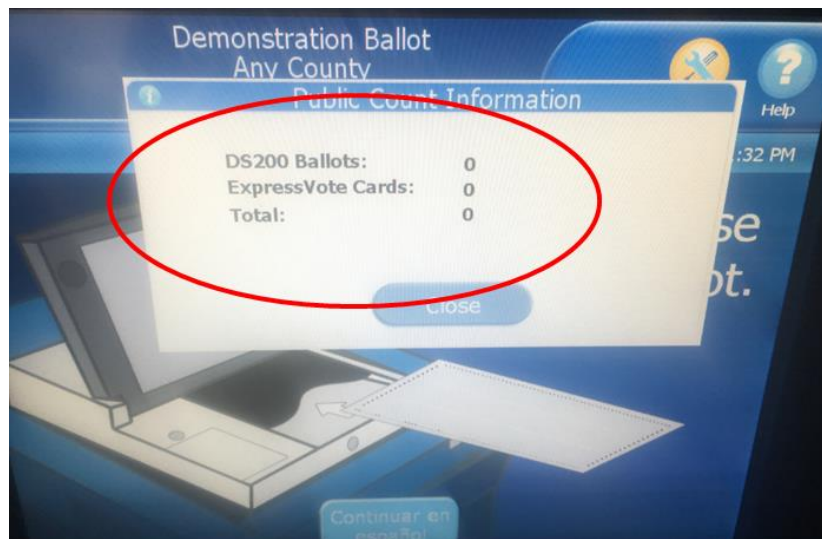 Demonstration Ballot
Any County
Public Count Information
Help
:32 PM
DS200 Ballots: 0
ExpressVote Cards: 0
Total: 0
se
ot.
Close
Continuar en
español